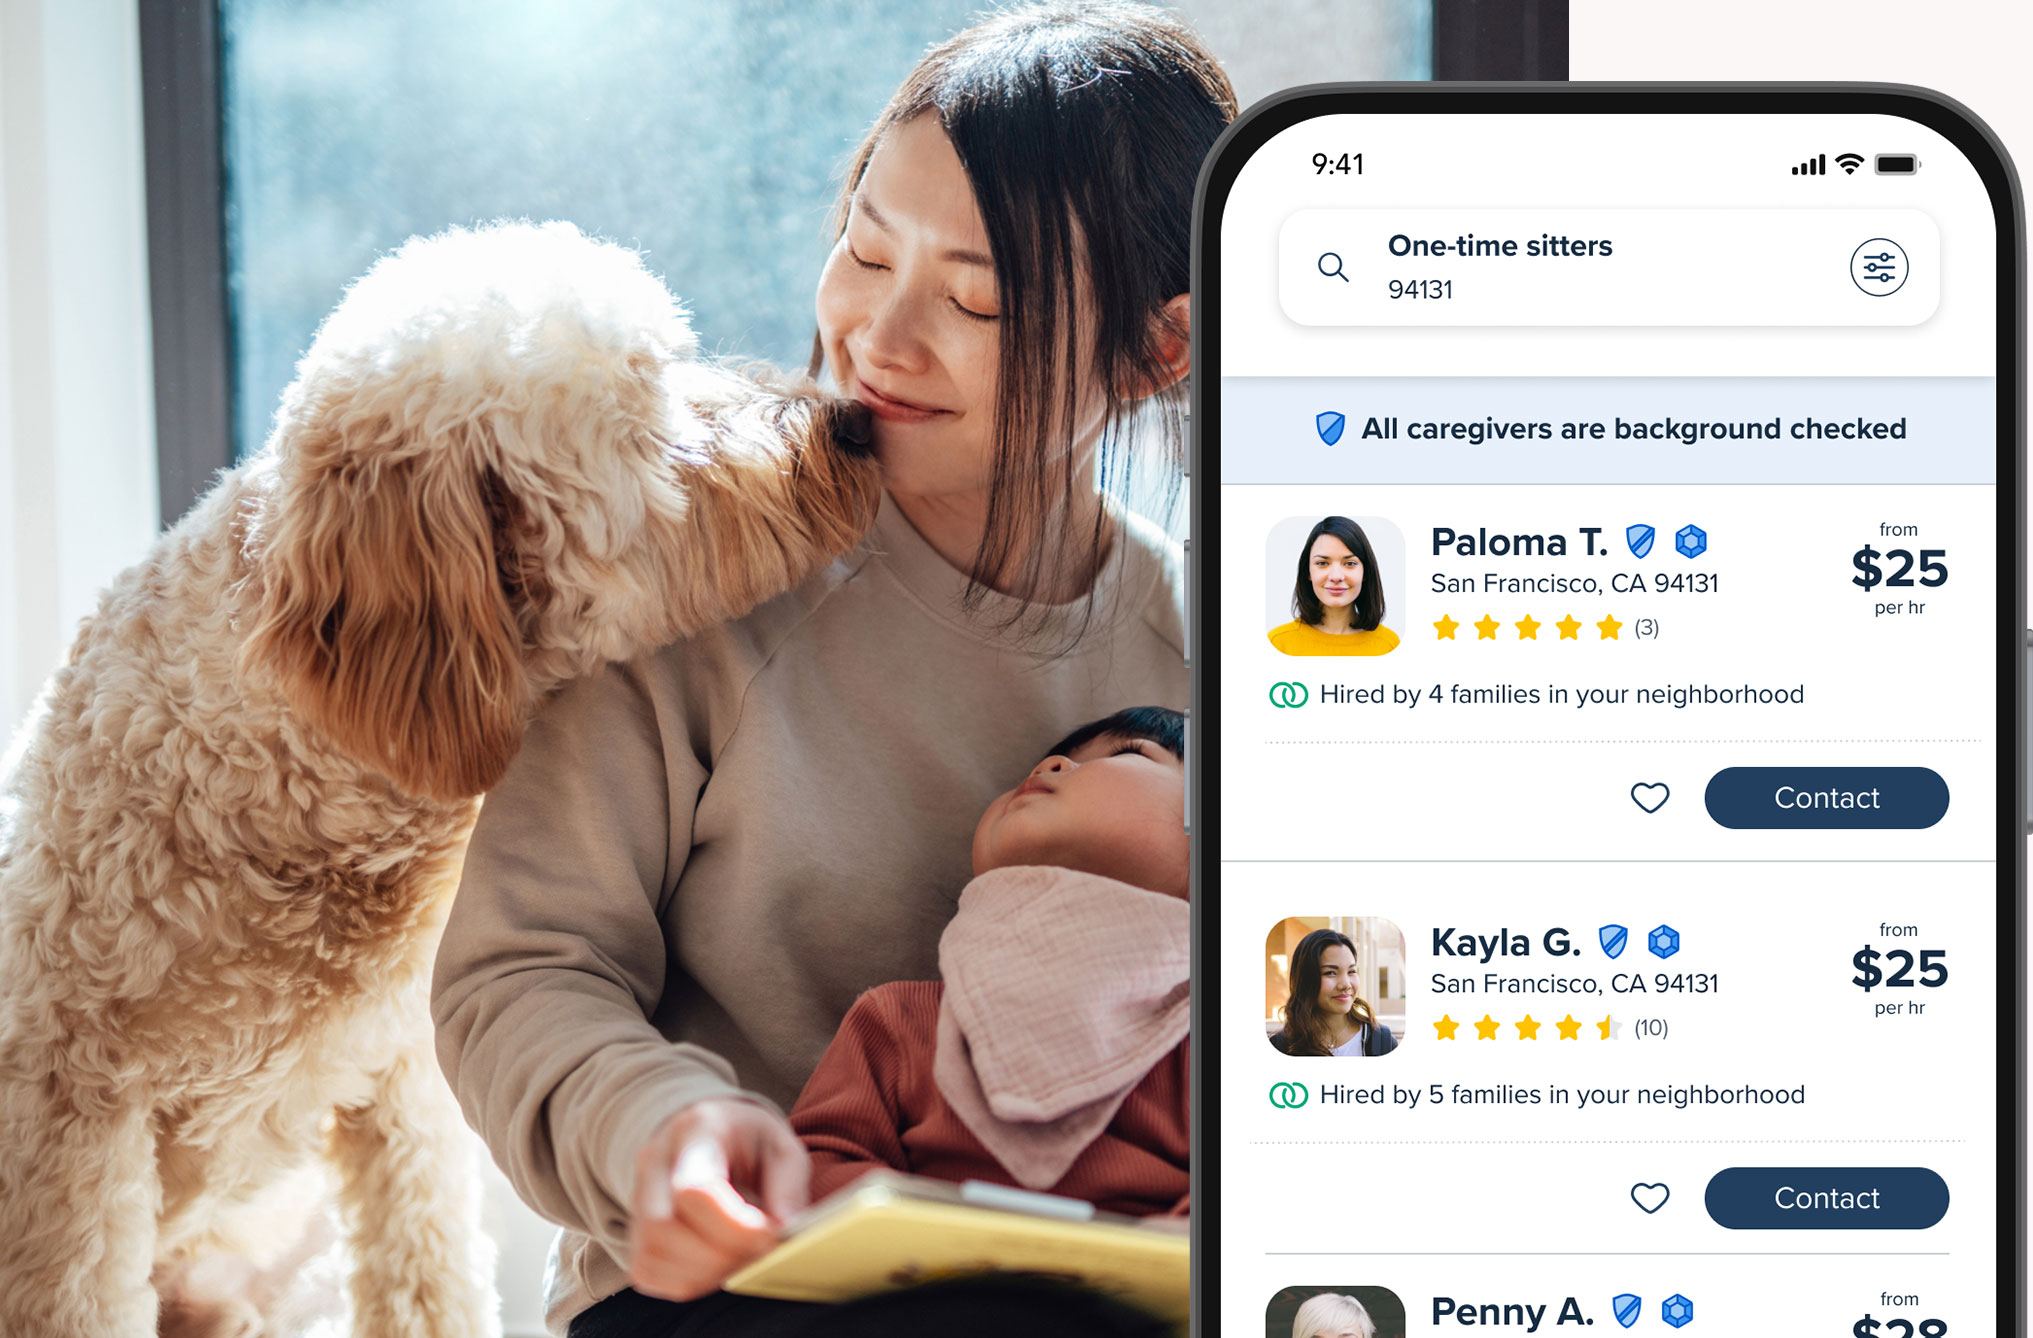 9:41
One-time sitters
94131
All caregivers are background checked
Paloma T.
from
$25
per hr
San Francisco, CA 94131
(3)
Hired by 4 families in your neighborhood
Contact
Kayla G.
from
$25
per hr
San Francisco, CA 94131
(10)
Hired by 5 families in your neighborhood
Contact
Penny A.
from
$28